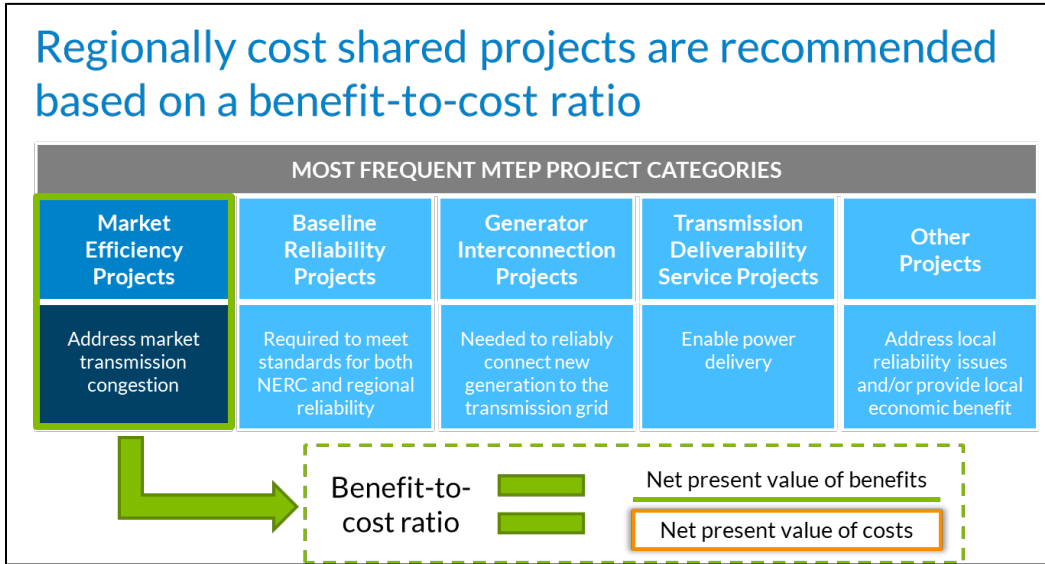 Regionally cost shared projects are recommended
based on a benefit-to-cost ratio
MOST FREQUENT MTEP PROJECT CATEGORIES
Market
Efficiency
Projects
Baseline
Reliability
Projects
Generator
Interconnection
Projects
Transmission
Deliverability
Service Projects
Other
Projects
Address market
transmission
congestion
Required to meet
standards for both
NERC and regional
reliability
Needed to reliably
connect new
generation to the
transmission grid
Enable power
delivery
Address local
reliability issues
and/or provide local
economic benefit
Benefit-to-
cost ratio
Net present value of benefits
Net present value of costs